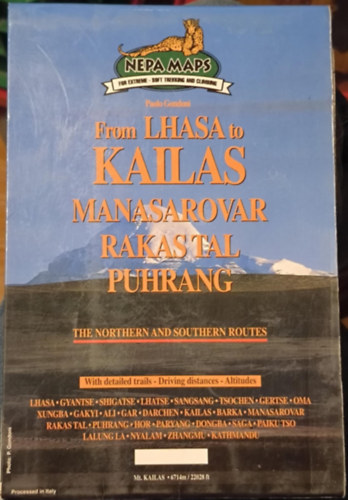 NEPA MAPS
FOR EXTREME - SOFT TREKKING AND CLIMBING
Paolo Gondoni
From LHASA to
KAILAS
MANASAROVAR
RAKAS TAL
PUHRANG
THE NORTHERN AND SOUTHERN ROUTES
With detailed trails - Driving distances - Altitudes
LHASA • GYANTSE • SHIGATSE • LHATSE • SANGSANG • TSOCHEN • GERTSE • OMA
XUNGBA • GAKYI • ALI • GAR • DARCHEN • KAILAS • BARKA • MANASAROVAR
RAKAS TAL • PUHRANG • HOR • PARYANG • DONGBA • SAGA • PAIKU TSO
LALUNG LA • NYALAM • ZHANGMU • KATHMANDU
Mt. KAILAS • 6714m / 22028 ft
Photo: P. Gondoni
Processed in Italy